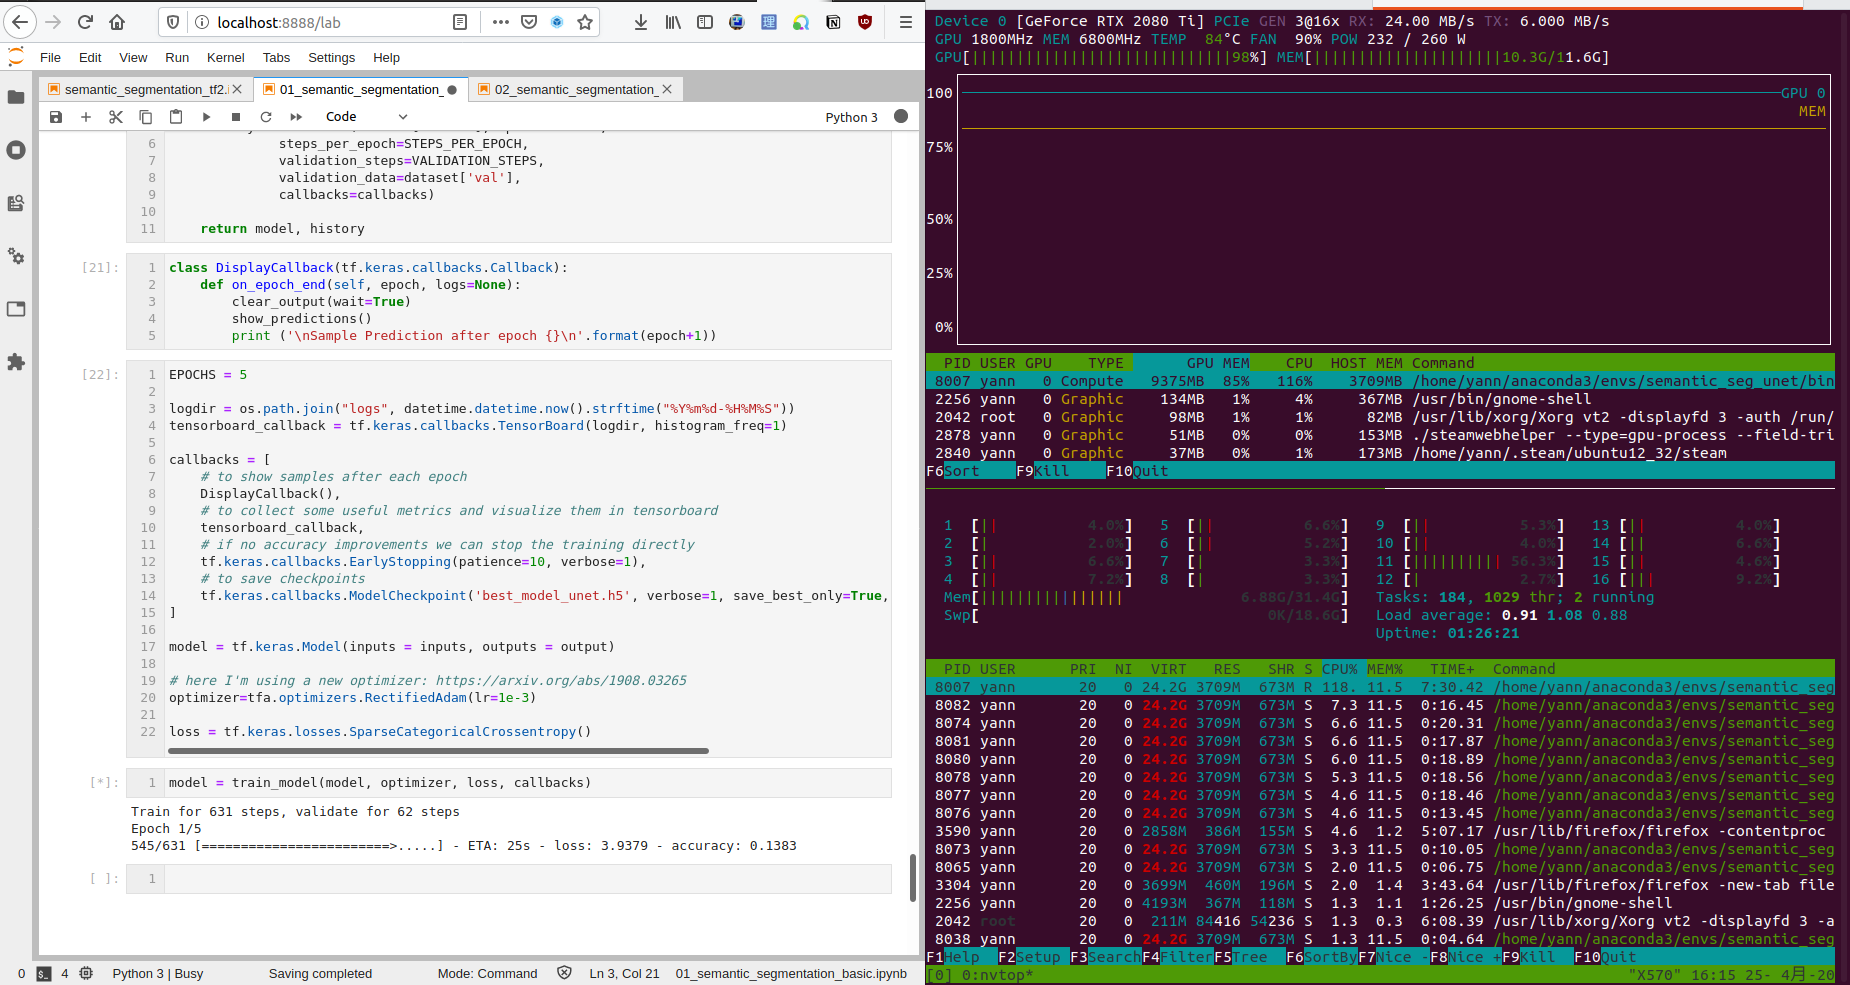 localhost:8888/lab
File Edit View Run Kernel Tabs Settings Help
semantic_segmentation_tf2.i 01_semantic_segmentation_ 02_semantic_segmentation_
Code Python 3
6 steps_per_epoch=STEPS_PER_EPOCH,
7 validation_steps=VALIDATION_STEPS,
8 validation_data=dataset['val'],
9 callbacks=callbacks)
10
11 return model, history
[21]:
1 class DisplayCallback(tf.keras.callbacks.Callback):
2 def on_epoch_end(self, epoch, logs=None):
3 clear_output(wait=True)
4 show_predictions()
5 print ('\nSample Prediction after epoch {}\n'.format(epoch+1))
[22]:
1 EPOCHS = 5
2
3 logdir = os.path.join("logs", datetime.datetime.now().strftime("%Y%m%d-%H%M%S"))
4 tensorboard_callback = tf.keras.callbacks.TensorBoard(logdir, histogram_freq=1)
5
6 callbacks = [
7 # to show samples after each epoch
8 DisplayCallback(),
9 # to collect some useful metrics and visualize them in tensorboard
10 tensorboard_callback,
11 # if no accuracy improvements we can stop the training directly
12 tf.keras.callbacks.EarlyStopping(patience=10, verbose=1),
13 # to save checkpoints
14 tf.keras.callbacks.ModelCheckpoint('best_model_unet.h5', verbose=1, save_best_only=True,
15 ]
16
17 model = tf.keras.Model(inputs = inputs, outputs = output)
18
19 # here I'm using a new optimizer: https://arxiv.org/abs/1908.03265
20 optimizer=tfa.optimizers.RectifiedAdam(lr=1e-3)
21
22 loss = tf.keras.losses.SparseCategoricalCrossentropy()
[*]: 1 model = train_model(model, optimizer, loss, callbacks)
Train for 631 steps, validate for 62 steps
Epoch 1/5
545/631 [========================>.....] - ETA: 25s - loss: 3.9379 - accuracy: 0.1383
[ ]: 1
0 4 Python 3 | Busy Saving completed Mode: Command Ln 3, Col 21 01_semantic_segmentation_basic.ipynb
Device 0 [GeForce RTX 2080 Ti] PCIe GEN 3@16x RX: 24.00 MB/s TX: 6.000 MB/s
GPU 1800MHz MEM 6800MHz TEMP 84°C FAN 90% POW 232 / 260 W
GPU[|||||||||||||||||||||||||||||98%] MEM[|||||||||||||||||||||10.3G/11.6G]
100 GPU 0
MEM
75%
50%
25%
0%
PID USER GPU TYPE GPU MEM CPU HOST MEM Command
8007 yann 0 Compute 9375MB 85% 116% 3709MB /home/yann/anaconda3/envs/semantic_seg_unet/bin
2256 yann 0 Graphic 134MB 1% 4% 367MB /usr/bin/gnome-shell
2042 root 0 Graphic 98MB 1% 1% 82MB /usr/lib/xorg/Xorg vt2 -displayfd 3 -auth /run/
2878 yann 0 Graphic 51MB 0% 0% 153MB ./steamwebhelper --type=gpu-process --field-tri
2840 yann 0 Graphic 37MB 0% 1% 173MB /home/yann/.steam/ubuntu12_32/steam
F6Sort F9Kill F10Quit
1 [|| 4.0%] 5 [|| 6.6%] 9 [|| 5.3%] 13 [|| 4.0%]
2 [| 2.0%] 6 [|| 5.2%] 10 [|| 4.0%] 14 [|| 6.6%]
3 [|| 6.6%] 7 [| 3.3%] 11 [|||||||||| 56.3%] 15 [|| 4.6%]
4 [|| 7.2%] 8 [| 3.3%] 12 [| 2.7%] 16 [||| 9.2%]
Mem[|||||||||||||||| 6.88G/31.4G] Tasks: 184, 1029 thr; 2 running
Swp[ 0K/18.6G] Load average: 0.91 1.08 0.88
Uptime: 01:26:21
PID USER PRI NI VIRT RES SHR S CPU% MEM% TIME+ Command
8007 yann 20 0 24.2G 3709M 673M R 118. 11.5 7:30.42 /home/yann/anaconda3/envs/semantic_seg
8082 yann 20 0 24.2G 3709M 673M S 7.3 11.5 0:16.45 /home/yann/anaconda3/envs/semantic_seg
8074 yann 20 0 24.2G 3709M 673M S 6.6 11.5 0:20.31 /home/yann/anaconda3/envs/semantic_seg
8081 yann 20 0 24.2G 3709M 673M S 6.6 11.5 0:17.87 /home/yann/anaconda3/envs/semantic_seg
8080 yann 20 0 24.2G 3709M 673M S 6.0 11.5 0:18.89 /home/yann/anaconda3/envs/semantic_seg
8078 yann 20 0 24.2G 3709M 673M S 5.3 11.5 0:18.56 /home/yann/anaconda3/envs/semantic_seg
8077 yann 20 0 24.2G 3709M 673M S 4.6 11.5 0:18.46 /home/yann/anaconda3/envs/semantic_seg
8076 yann 20 0 24.2G 3709M 673M S 4.6 11.5 0:13.45 /home/yann/anaconda3/envs/semantic_seg
3590 yann 20 0 2858M 386M 155M S 4.6 1.2 5:07.17 /usr/lib/firefox/firefox -contentproc
8073 yann 20 0 24.2G 3709M 673M S 3.3 11.5 0:10.05 /home/yann/anaconda3/envs/semantic_seg
8065 yann 20 0 24.2G 3709M 673M S 2.0 11.5 0:06.75 /home/yann/anaconda3/envs/semantic_seg
3304 yann 20 0 3699M 460M 196M S 2.0 1.4 3:43.64 /usr/lib/firefox/firefox -new-tab file
2256 yann 20 0 4193M 367M 118M S 1.3 1.1 1:26.25 /usr/bin/gnome-shell
2042 root 20 0 211M 84416 54236 S 1.3 0.3 6:08.39 /usr/lib/xorg/Xorg vt2 -displayfd 3 -a
8038 yann 20 0 24.2G 3709M 673M S 1.3 11.5 0:04.64 /home/yann/anaconda3/envs/semantic_seg
F1Help F2Setup F3SearchF4FilterF5Tree F6SortByF7Nice -F8Nice +F9Kill F10Quit
[0] 0:nvtop* "X570" 16:15 25- 4月-20